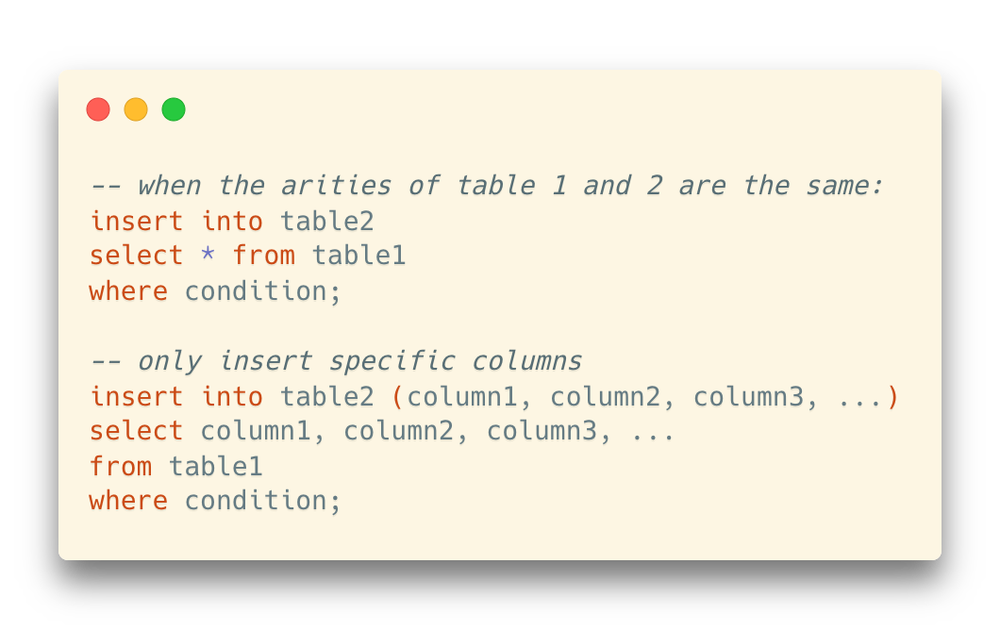 -- when the arities of table 1 and 2 are the same:
insert into table2
select * from table1
where condition;
-- only insert specific columns
insert into table2 (column1, column2, column3, ...)
select column1, column2, column3, ...
from table1
where condition;